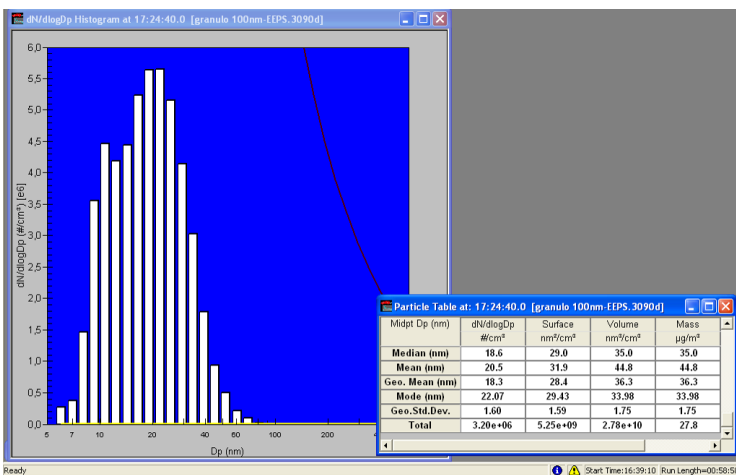 dN/dlogDp Histogram at 17:24:40.0 [granulo 100nm-EEPS.3090d]
dN/dlogDp (#/cm³) [e6]
6,0
5,5
5,0
4,5
4,0
3,5
3,0
2,5
2,0
1,5
1,0
0,5
0,0
5 7 10 20 40 60 100 200
Dp (nm)
Particle Table at: 17:24:40.0 [granulo 100nm-EEPS.3090d]
Midpt Dp (nm) dN/dlogDp Surface Volume Mass
#/cm³ nm²/cm³ nm³/cm³ µg/m³
Median (nm) 18.6 29.0 35.0 35.0
Mean (nm) 20.5 31.9 44.8 44.8
Geo. Mean (nm) 18.3 28.4 36.3 36.3
Mode (nm) 22.07 29.43 33.98 33.98
Geo.Std.Dev. 1.60 1.59 1.75 1.75
Total 3.20e+06 5.25e+09 2.78e+10 27.8
Ready Start Time:16:39:10 Run Length=00:58:5